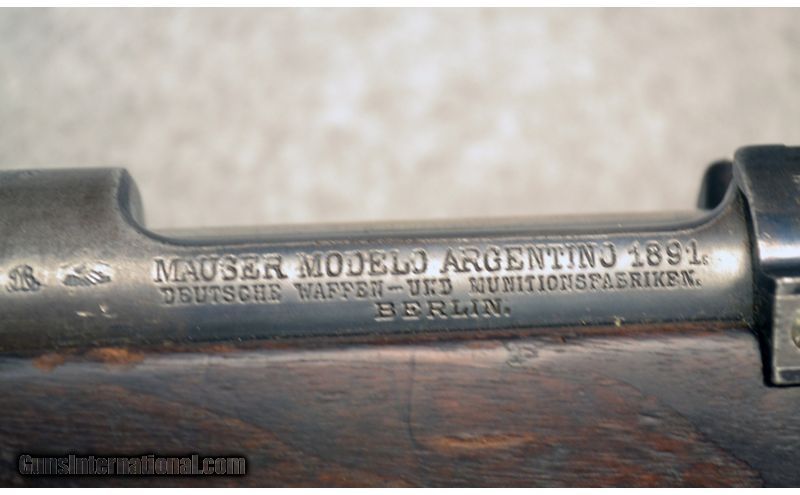 MAUSER MODELO ARGENTINO 1891.
DEUTSCHE WAFFEN-UND MUNITIONSFABRIKEN.
BERLIN.
GunsInternational.com